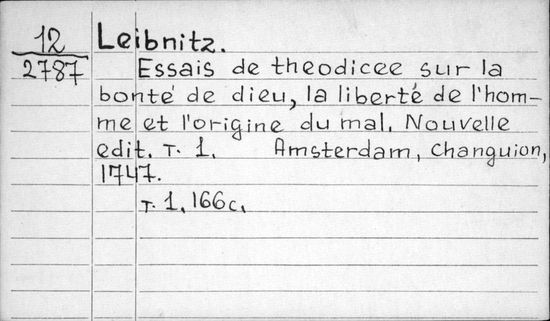 12
2787
Leibnitz.
Essais de theodicee sur la
bonté de dieu, la liberté de l'hom-
me et l'origine du mal. Nouvelle
edit. т. 1. Amsterdam, Changuion,
1747.
т. 1. 166с.